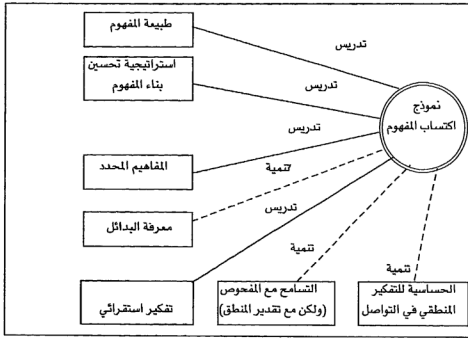 طبيعة المفهوم
تدريس
استراتيجية تحسين
بناء المفهوم
تدريس
نموذج
اكتساب المفهوم
تدريس
المفاهيم المحدد
تنمية
معرفة البدائل
تدريس
تنمية
تنمية
تفكير استقرائي
التسامح مع المفحوص
(ولكن مع تقدير المنطق)
الحساسية للتفكير
المنطقي في التواصل